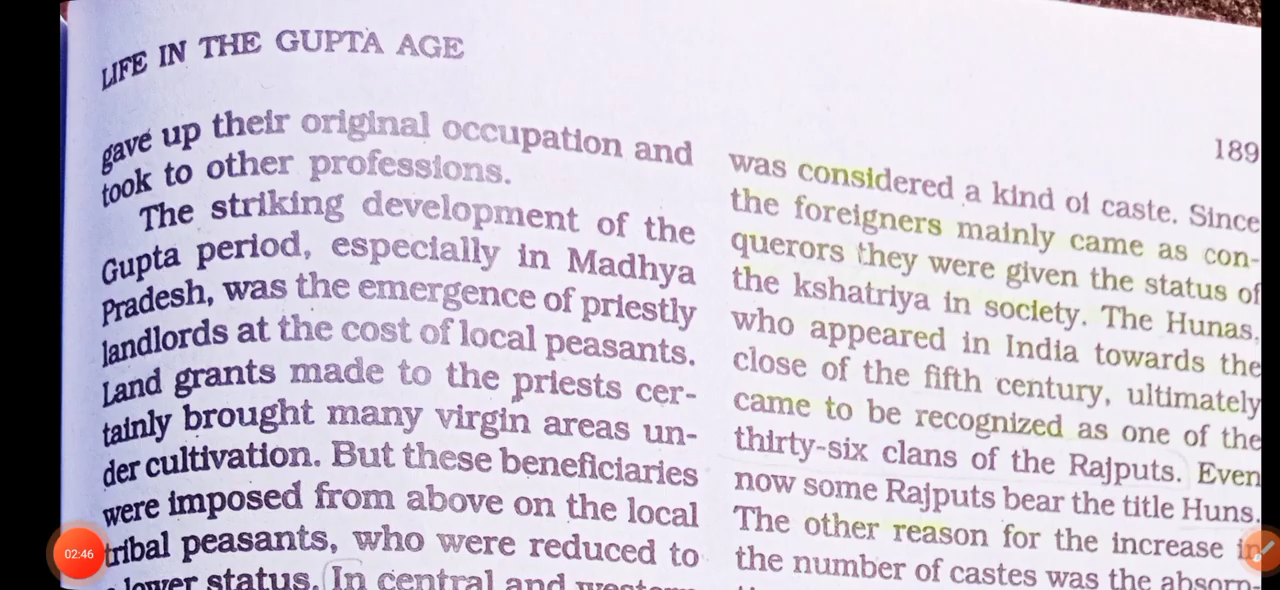 LIFE IN THE GUPTA AGE
189
gave up their original occupation and
took to other professions.
The striking development of the
Gupta period, especially in Madhya
Pradesh, was the emergence of priestly
landlords at the cost of local peasants.
Land grants made to the priests cer-
tainly brought many virgin areas un-
der cultivation. But these beneficiaries
were imposed from above on the local
tribal peasants, who were reduced to
lower status. In central and
was considered a kind of caste. Since
the foreigners mainly came as con-
querors they were given the status of
the kshatriya in society. The Hunas,
who appeared in India towards the
close of the fifth century, ultimately
came to be recognized as one of the
thirty-six clans of the Rajputs. Even
now some Rajputs bear the title Huns.
The other reason for the increase in
the number of castes was the absorp-
02:46